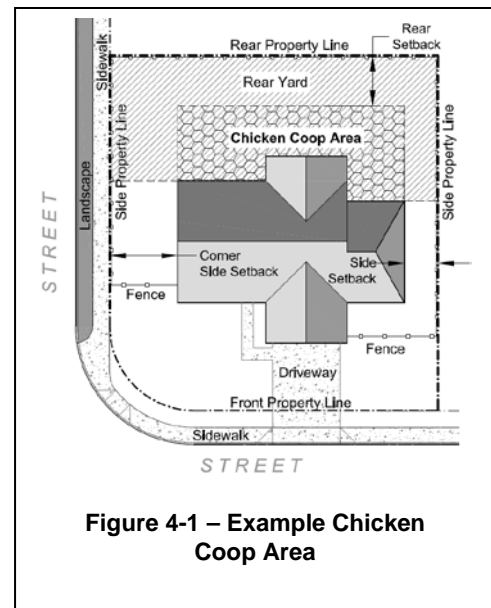 Rear
Setback
Rear Property Line
Sidewalk
Rear Yard
Chicken Coop Area
Side Property Line
Side Property Line
Landscape
STREET
Corner
Side Setback
Side
Setback
Fence
Fence
Driveway
Front Property Line
Sidewalk
STREET
Figure 4-1 – Example Chicken
Coop Area